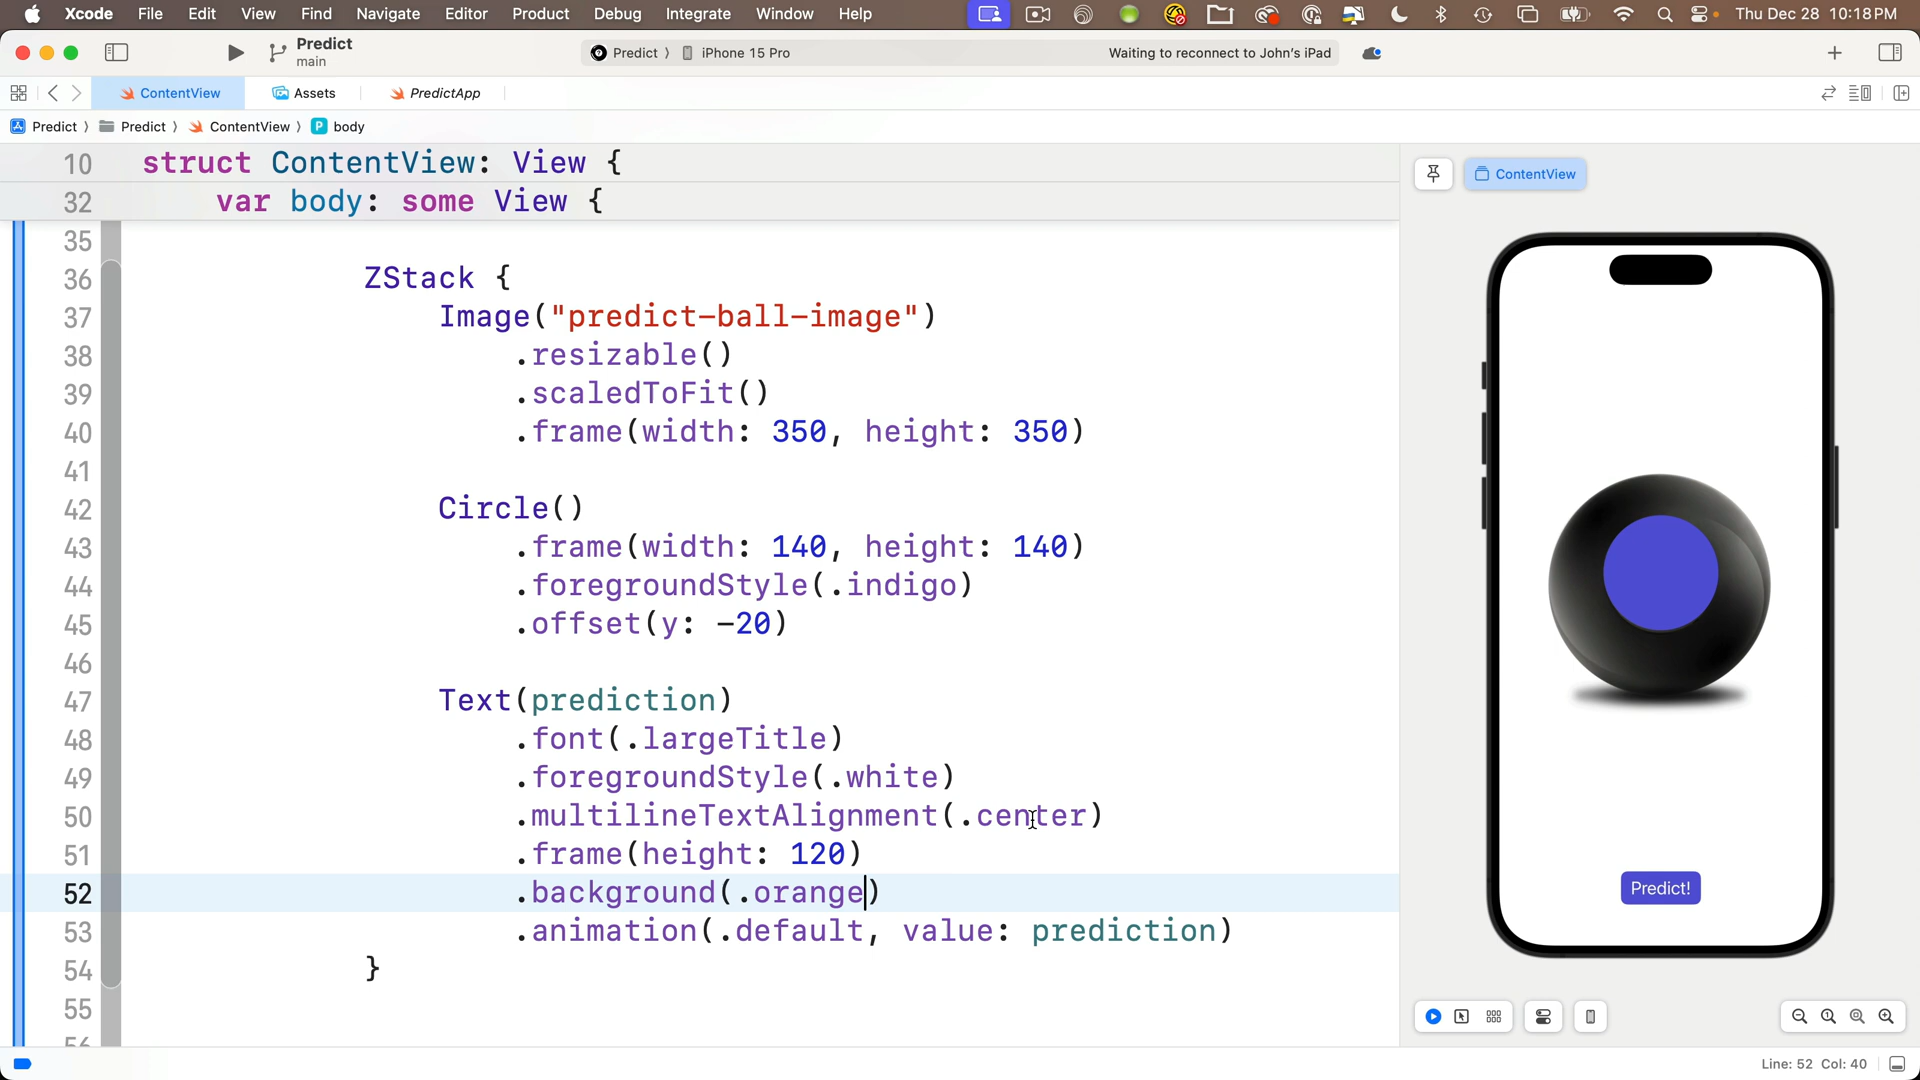 Xcode File Edit View Find Navigate Editor Product Debug Integrate Window Help Thu Dec 28 10:18 PM
Predict
main
Predict 〉 iPhone 15 Pro Waiting to reconnect to John's iPad
ContentView Assets PredictApp
Predict 〉 Predict 〉 ContentView 〉 P body
10 struct ContentView: View {
32 var body: some View {
35
36 ZStack {
37 Image("predict-ball-image")
38 .resizable()
39 .scaledToFit()
40 .frame(width: 350, height: 350)
41
42 Circle()
43 .frame(width: 140, height: 140)
44 .foregroundStyle(.indigo)
45 .offset(y: -20)
46
47 Text(prediction)
48 .font(.largeTitle)
49 .foregroundStyle(.white)
50 .multilineTextAlignment(.center)
51 .frame(height: 120)
52 .background(.orange)
53 .animation(.default, value: prediction)
54 }
55
56
ContentView
Predict!
Line: 52 Col: 40